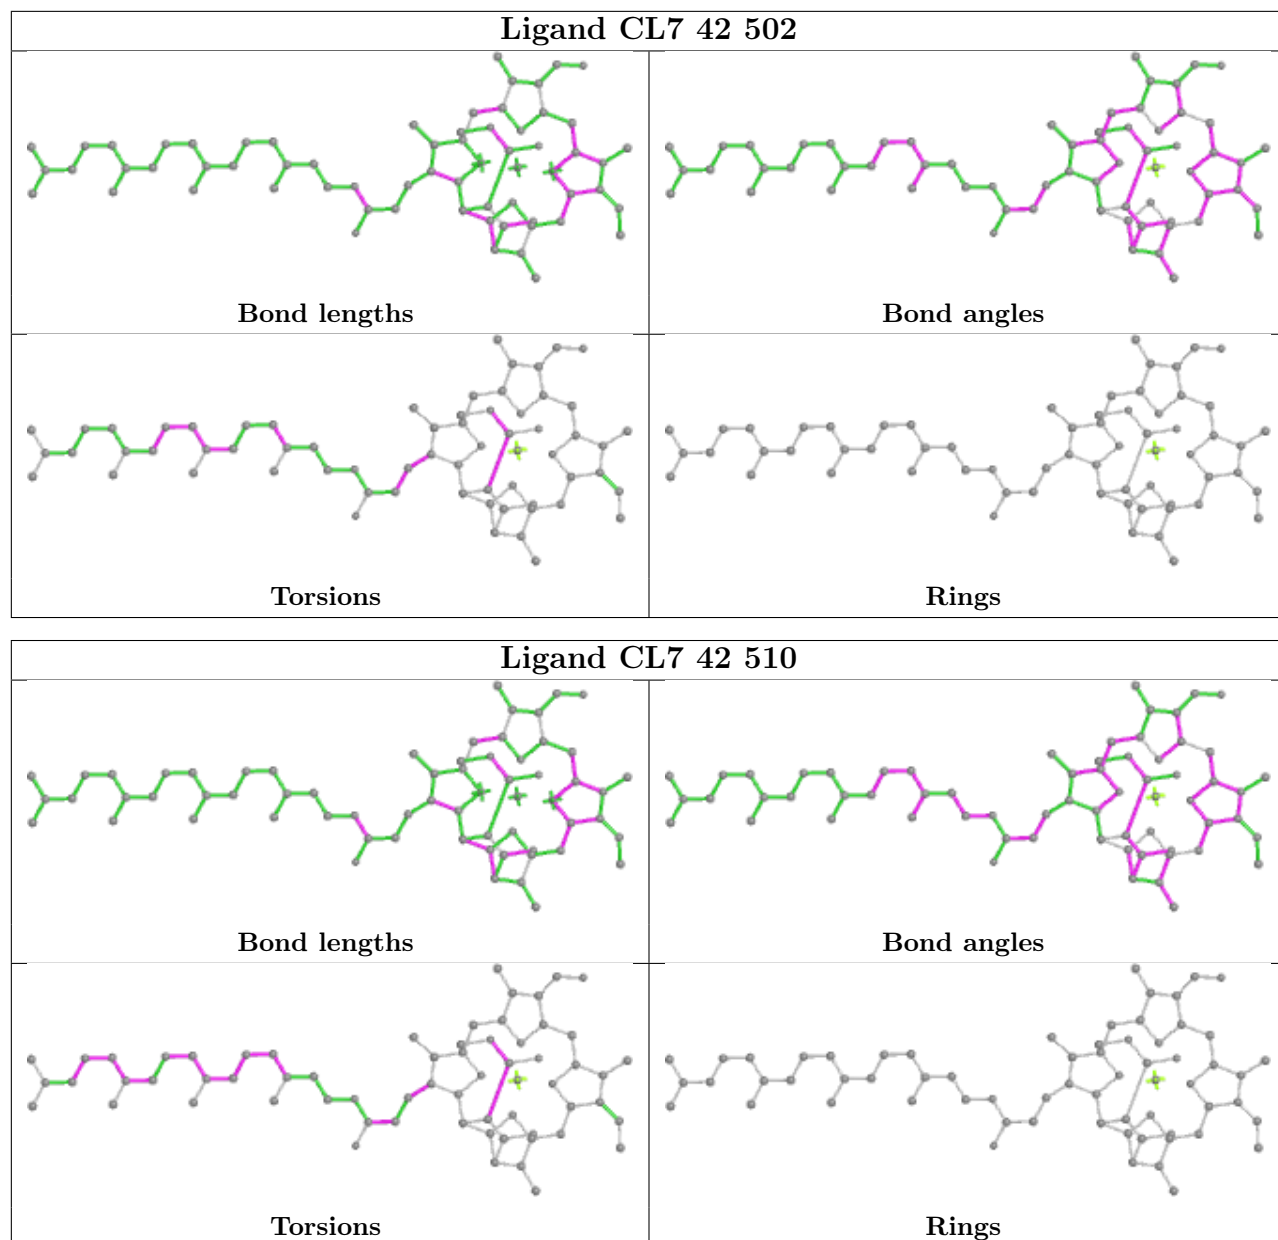 Ligand CL7 42 502
Bond lengths
Bond angles
Torsions
Rings
Ligand CL7 42 510
Bond lengths
Bond angles
Torsions
Rings